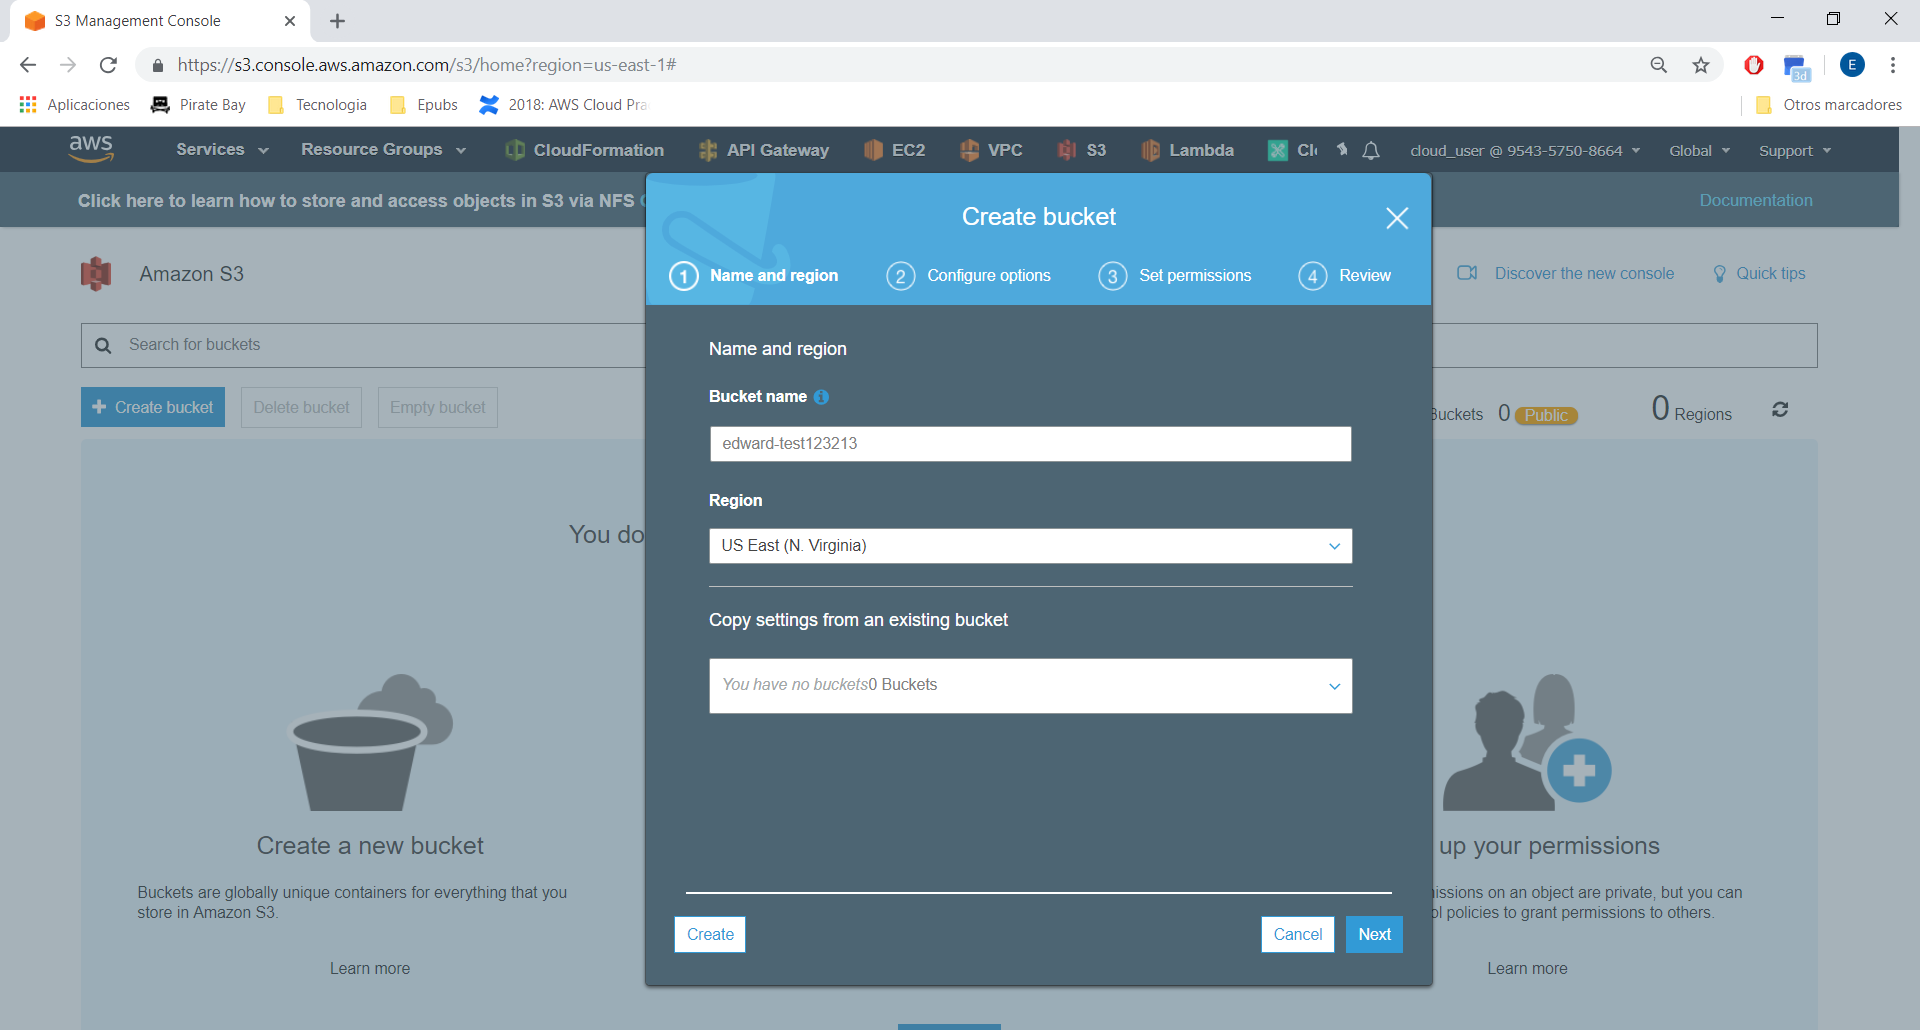 S3 Management Console
https://s3.console.aws.amazon.com/s3/home?region=us-east-1#
E
3d
Aplicaciones Pirate Bay Tecnologia Epubs 2018: AWS Cloud Pra
Otros marcadores
aws Services Resource Groups CloudFormation API Gateway EC2 VPC S3 Lambda Cl cloud_user @ 9543-5750-8664 Global Support
Click here to learn how to store and access objects in S3 via NFS
Documentation
Create bucket
1 Name and region 2 Configure options 3 Set permissions 4 Review
Amazon S3
Discover the new console Quick tips
Search for buckets
Create bucket Delete bucket Empty bucket
Buckets 0 Public 0 Regions
Name and region
Bucket name
edward-test123213
Region
US East (N. Virginia)
Copy settings from an existing bucket
You have no buckets0 Buckets
You do
Create a new bucket
Buckets are globally unique containers for everything that you
store in Amazon S3.
Learn more
up your permissions
issions on an object are private, but you can
ol policies to grant permissions to others.
Learn more
Create Cancel Next